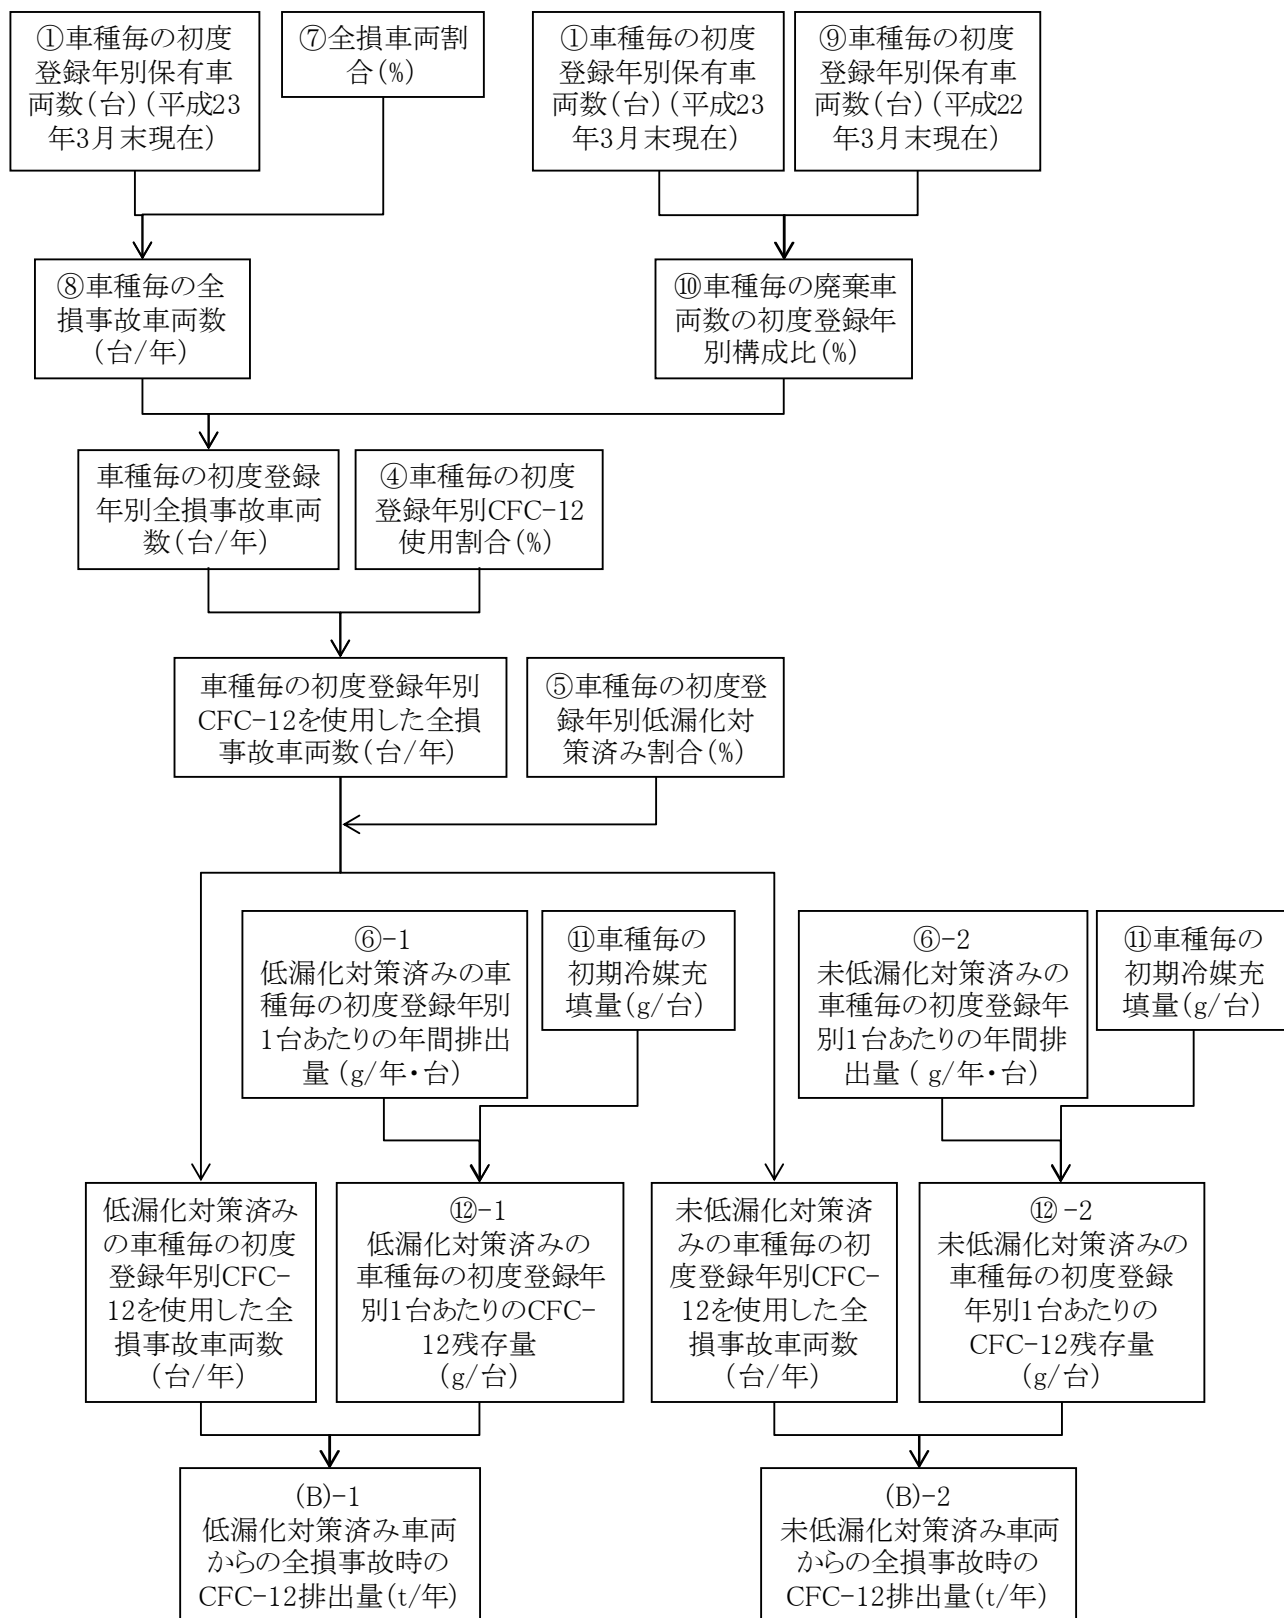 ①車種毎の初度
登録年別保有車
両数(台)(平成23
年3月末現在)
⑦全損車両割
合(%)
①車種毎の初度
登録年別保有車
両数(台)(平成23
年3月末現在)
⑨車種毎の初度
登録年別保有車
両数(台)(平成22
年3月末現在)
⑧車種毎の全
損事故車両数
(台/年)
⑩車種毎の廃棄車
両数の初度登録年
別構成比(%)
車種毎の初度登録
年別全損事故車両
数(台/年)
④車種毎の初度
登録年別CFC-12
使用割合(%)
車種毎の初度登録年別
CFC-12を使用した全損
事故車両数(台/年)
⑤車種毎の初度登
録年別低漏化対
策済み割合(%)
⑥-1
低漏化対策済みの車
種毎の初度登録年別
1台あたりの年間排出
量(g/年・台)
⑪車種毎の
初期冷媒充
填量(g/台)
⑥-2
未低漏化対策済みの
車種毎の初度登録年
別1台あたりの年間排
出量( g/年・台)
⑪車種毎の
初期冷媒充
填量(g/台)
低漏化対策済み
の車種毎の初度
登録年別CFC-
12を使用した全
損事故車両数
(台/年)
⑫-1
低漏化対策済みの
車種毎の初度登録年
別1台あたりのCFC-
12残存量
(g/台)
未低漏化対策済
みの車種毎の初
度登録年別CFC-
12を使用した全
損事故車両数
(台/年)
⑫-2
未低漏化対策済みの
車種毎の初度登録
年別1台あたりの
CFC-12残存量
(g/台)
(B)-1
低漏化対策済み車両
からの全損事故時の
CFC-12排出量(t/年)
(B)-2
未低漏化対策済み車両
からの全損事故時の
CFC-12排出量(t/年)